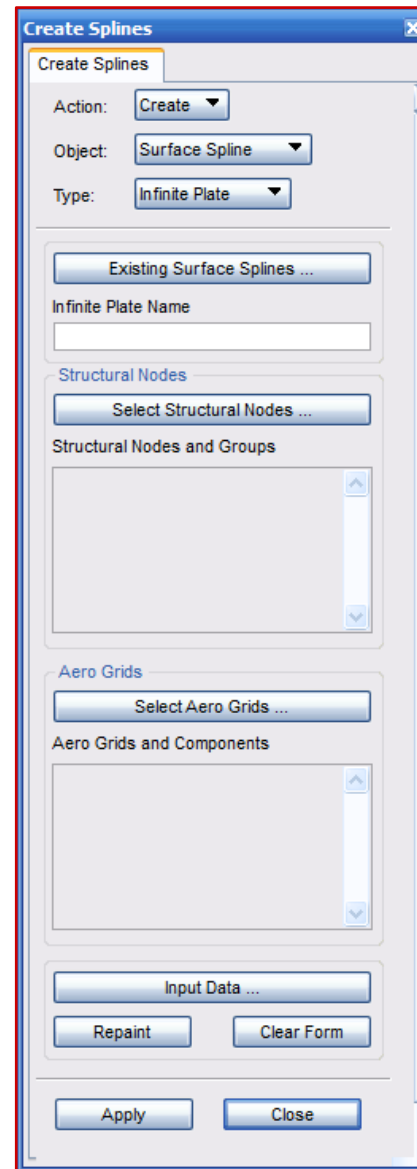 Create Splines
Create Splines
Action: Create
Object: Surface Spline
Type: Infinite Plate
Existing Surface Splines ...
Infinite Plate Name
Structural Nodes
Select Structural Nodes ...
Structural Nodes and Groups
Aero Grids
Select Aero Grids ...
Aero Grids and Components
Input Data ...
Repaint Clear Form
Apply Close